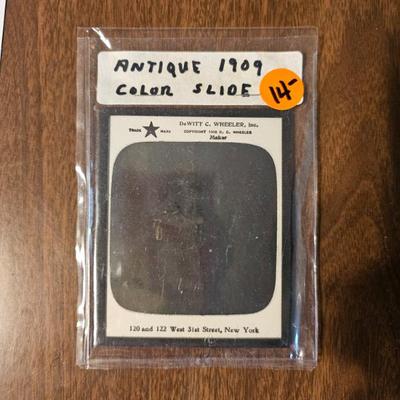 ANTIQUE 1909
COLOR SLIDE
14-
DeWITT C. WHEELER, Inc.
TRADE MARK
COPYRIGHT 1908 D. C. WHEELER
Maker
120 and 122 West 31st Street, New York